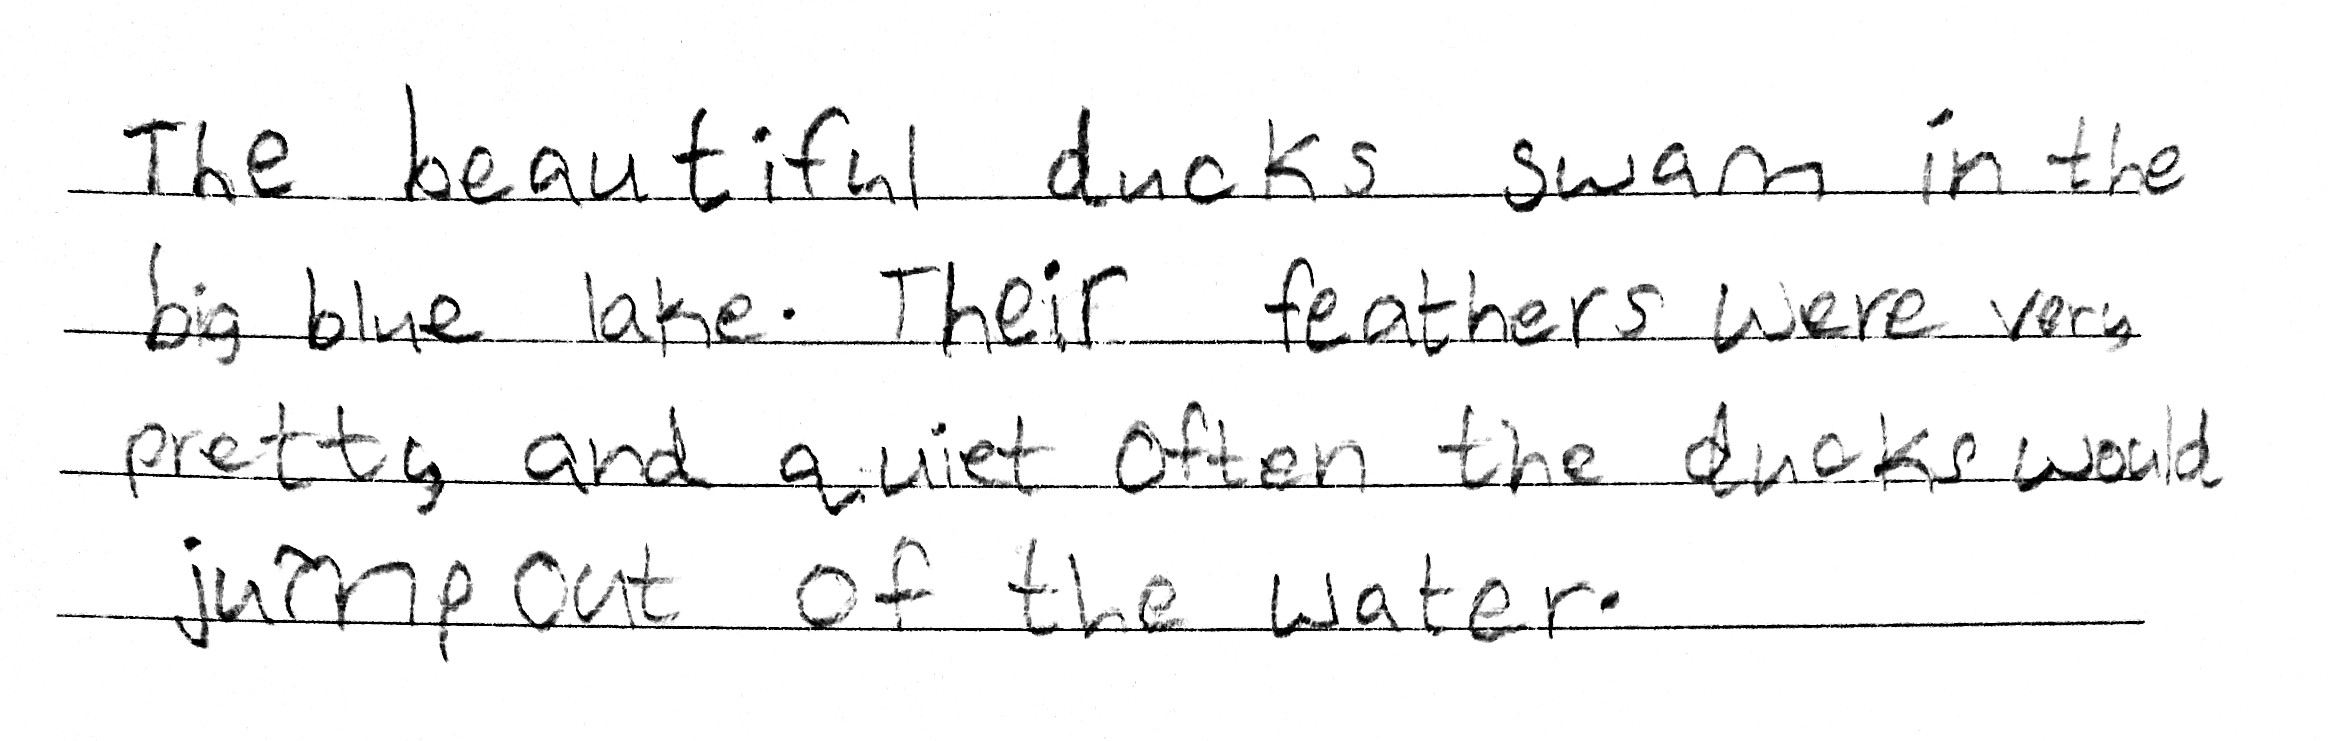 The beautiful ducks swam in the
big blue lake. Their feathers were very
pretty and quiet Often the ducks would
jump out of the water.